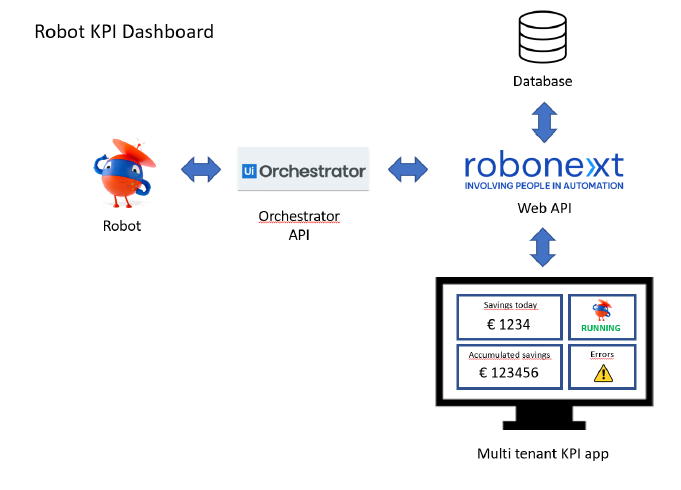 Robot KPI Dashboard
Database
Ui Orchestrator
robonext
INVOLVING PEOPLE IN AUTOMATION
Robot
Orchestrator
API
Web API
Savings today
€ 1234
RUNNING
Accumulated savings
€ 123456
Errors
Multi tenant KPI app